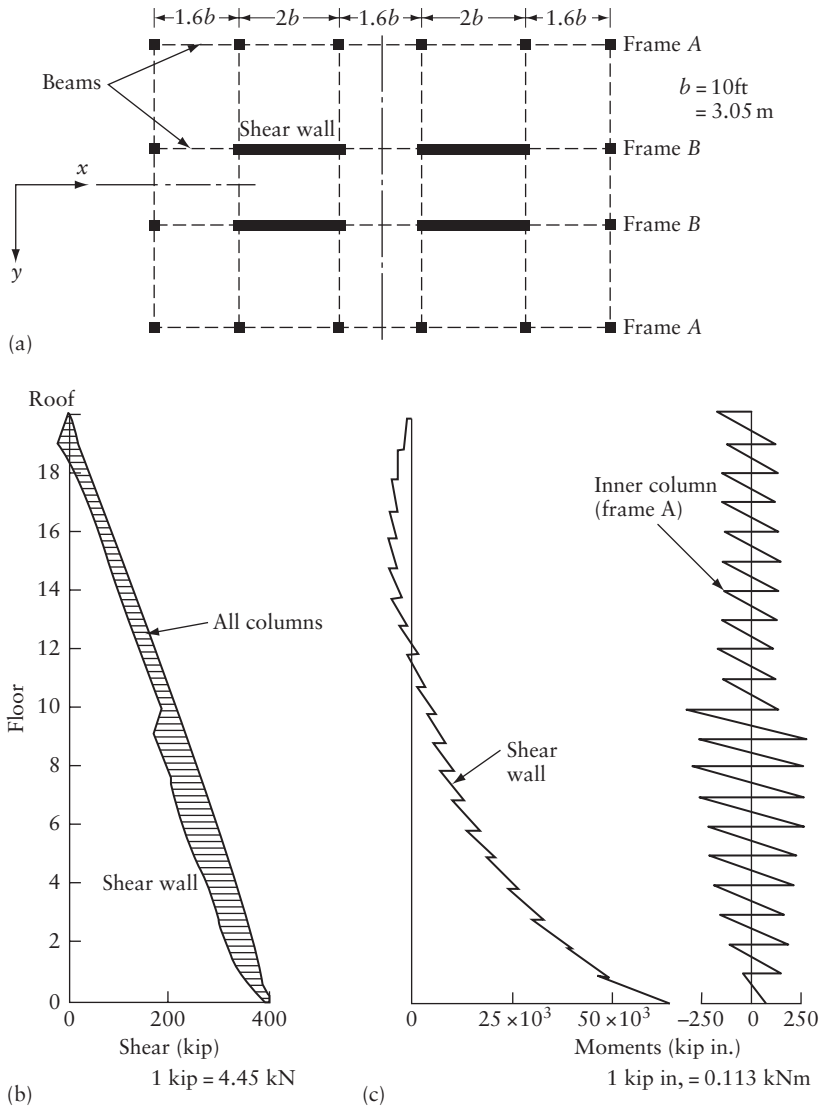 1.6b 2b 1.6b 2b 1.6b
Frame A
Beams
b = 10ft
= 3.05 m
Shear wall
Frame B
x
Frame B
y
Frame A
(a)
Roof
18
16
14
12
10
8
6
4
2
0
Floor
All columns
Shear wall
0 200 400
Shear (kip)
1 kip = 4.45 kN
(b)
Inner column
(frame A)
Shear
wall
0 25 × 10³ 50 × 10³ −250 0 250
Moments (kip in.)
1 kip in, = 0.113 kNm
(c)